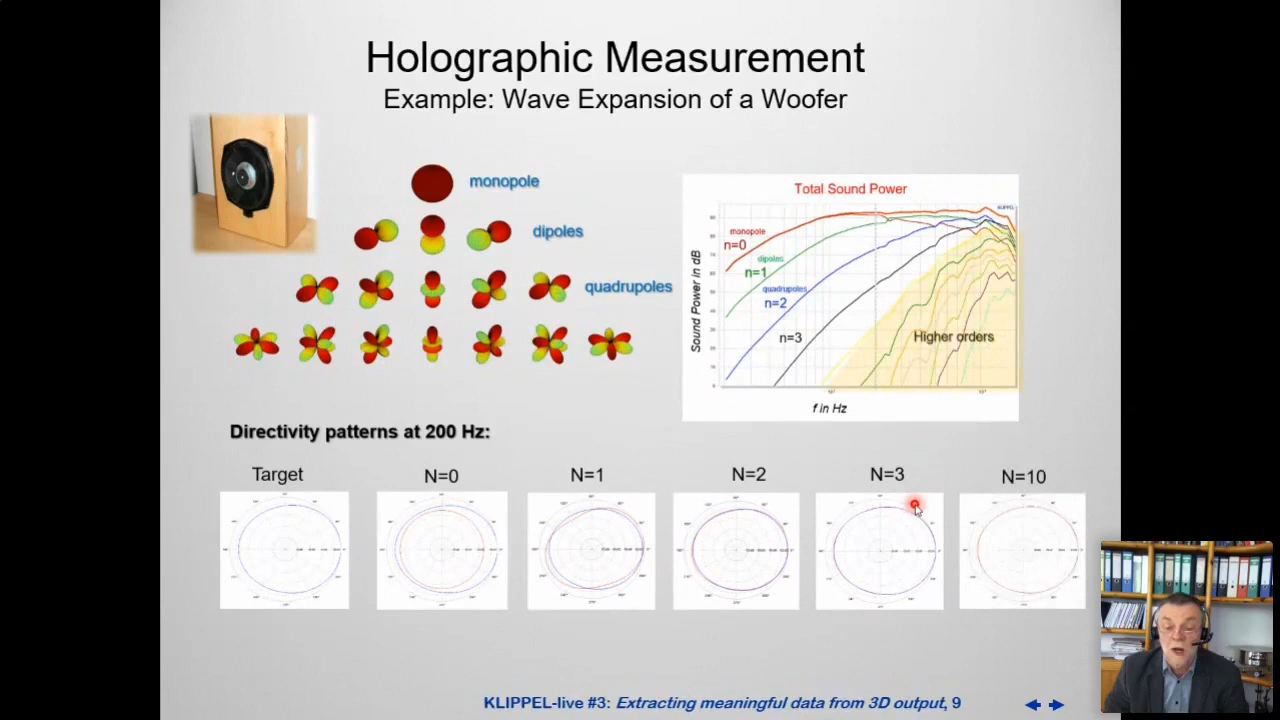 Holographic Measurement
Example: Wave Expansion of a Woofer
monopole
dipoles
quadrupoles
Total Sound Power
KLIPPEL
monopole
n=0
dipoles
n=1
quadrupoles
n=2
n=3
Higher orders
Sound Power in dB
f in Hz
Directivity patterns at 200 Hz:
Target
N=0
N=1
N=2
N=3
N=10
KLIPPEL-live #3: Extracting meaningful data from 3D output, 9